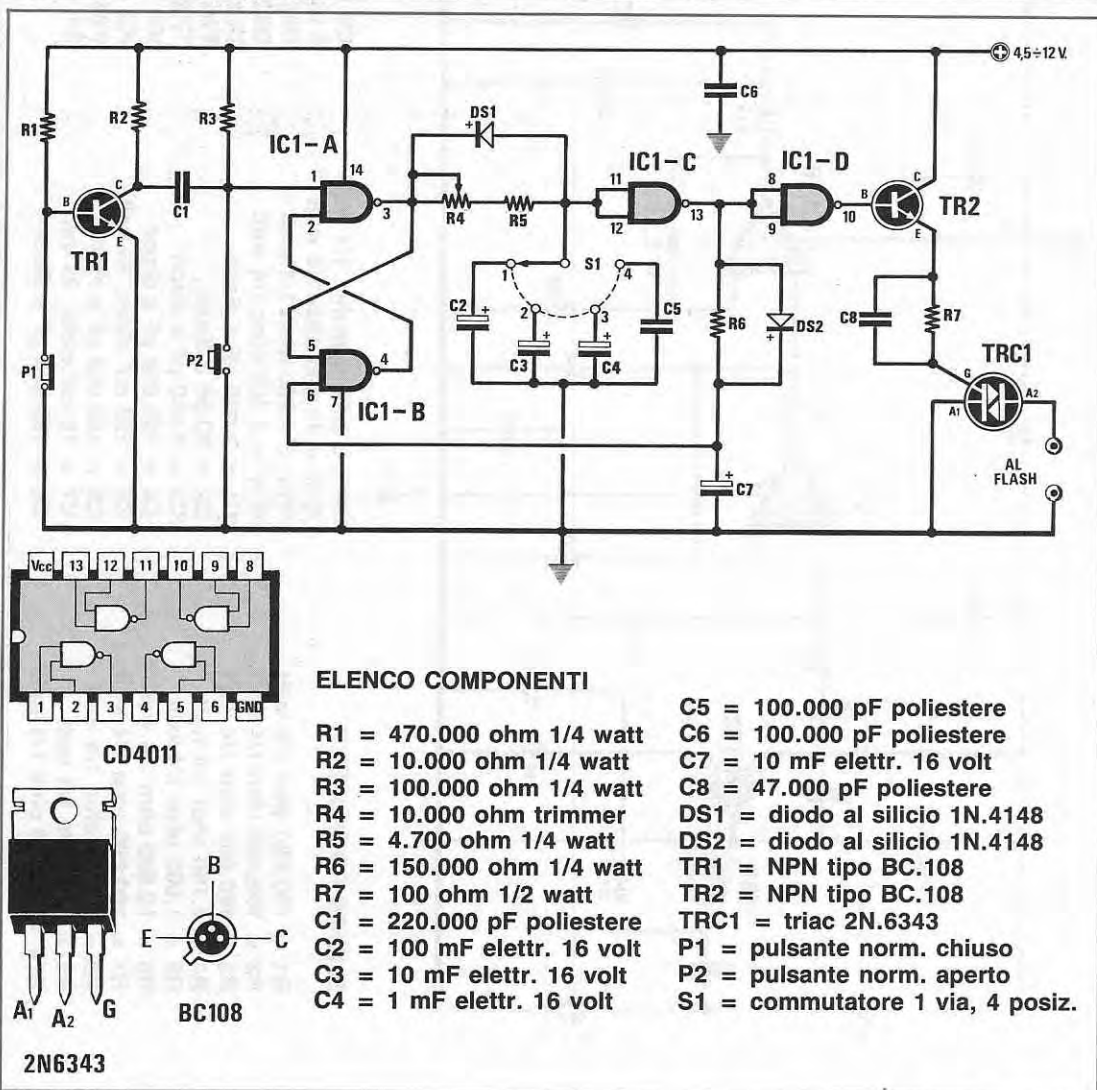 4,5÷12 V.
R1
R2
R3
C6
DS1
+
IC1-A
14
1
2
3
IC1-C
11
12
13
IC1-D
8
9
10
B
C
E
TR2
B
C
E
TR1
C1
R4
R5
S1
1
2
3
4
C2
+
C3
+
C4
+
C5
R6
DS2
+
C8
R7
G
TRC1
A1
A2
AL
FLASH
P1
P2
5
6
4
7
IC1-B
C7
+
Vcc 13 12 11 10 9 8
1 2 3 4 5 6 GND
CD4011
A1 A2 G
2N6343
B
E C
BC108
ELENCO COMPONENTI
R1 = 470.000 ohm 1/4 watt
R2 = 10.000 ohm 1/4 watt
R3 = 100.000 ohm 1/4 watt
R4 = 10.000 ohm trimmer
R5 = 4.700 ohm 1/4 watt
R6 = 150.000 ohm 1/4 watt
R7 = 100 ohm 1/2 watt
C1 = 220.000 pF poliestere
C2 = 100 mF elettr. 16 volt
C3 = 10 mF elettr. 16 volt
C4 = 1 mF elettr. 16 volt
C5 = 100.000 pF poliestere
C6 = 100.000 pF poliestere
C7 = 10 mF elettr. 16 volt
C8 = 47.000 pF poliestere
DS1 = diodo al silicio 1N.4148
DS2 = diodo al silicio 1N.4148
TR1 = NPN tipo BC.108
TR2 = NPN tipo BC.108
TRC1 = triac 2N.6343
P1 = pulsante norm. chiuso
P2 = pulsante norm. aperto
S1 = commutatore 1 via, 4 posiz.